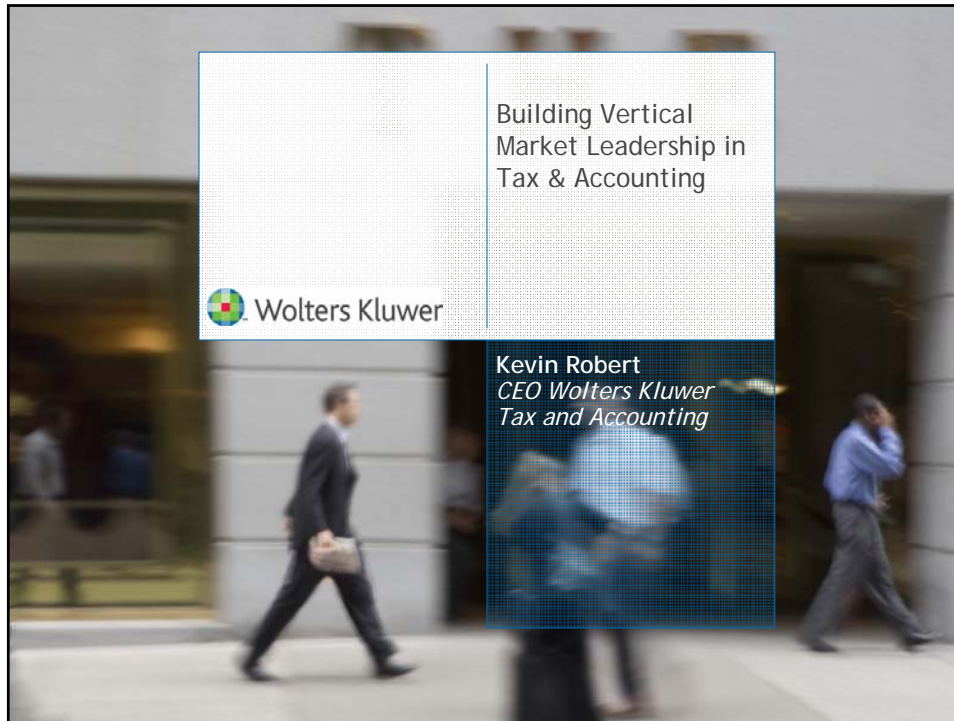 Building Vertical
Market Leadership in
Tax & Accounting
Wolters Kluwer
Kevin Robert
CEO Wolters Kluwer
Tax and Accounting